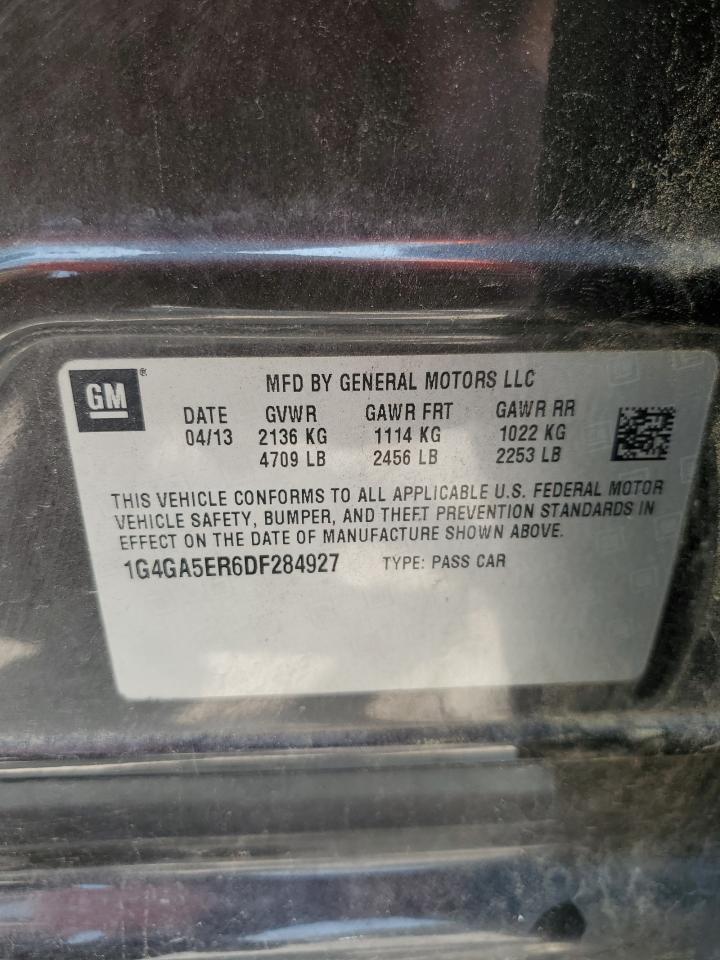 GM®
MFD BY GENERAL MOTORS LLC
DATE GVWR GAWR FRT GAWR RR
04/13 2136 KG 1114 KG 1022 KG
4709 LB 2456 LB 2253 LB
THIS VEHICLE CONFORMS TO ALL APPLICABLE U.S. FEDERAL MOTOR
VEHICLE SAFETY, BUMPER, AND THEFT PREVENTION STANDARDS IN
EFFECT ON THE DATE OF MANUFACTURE SHOWN ABOVE.
1G4GA5ER6DF284927 TYPE: PASS CAR